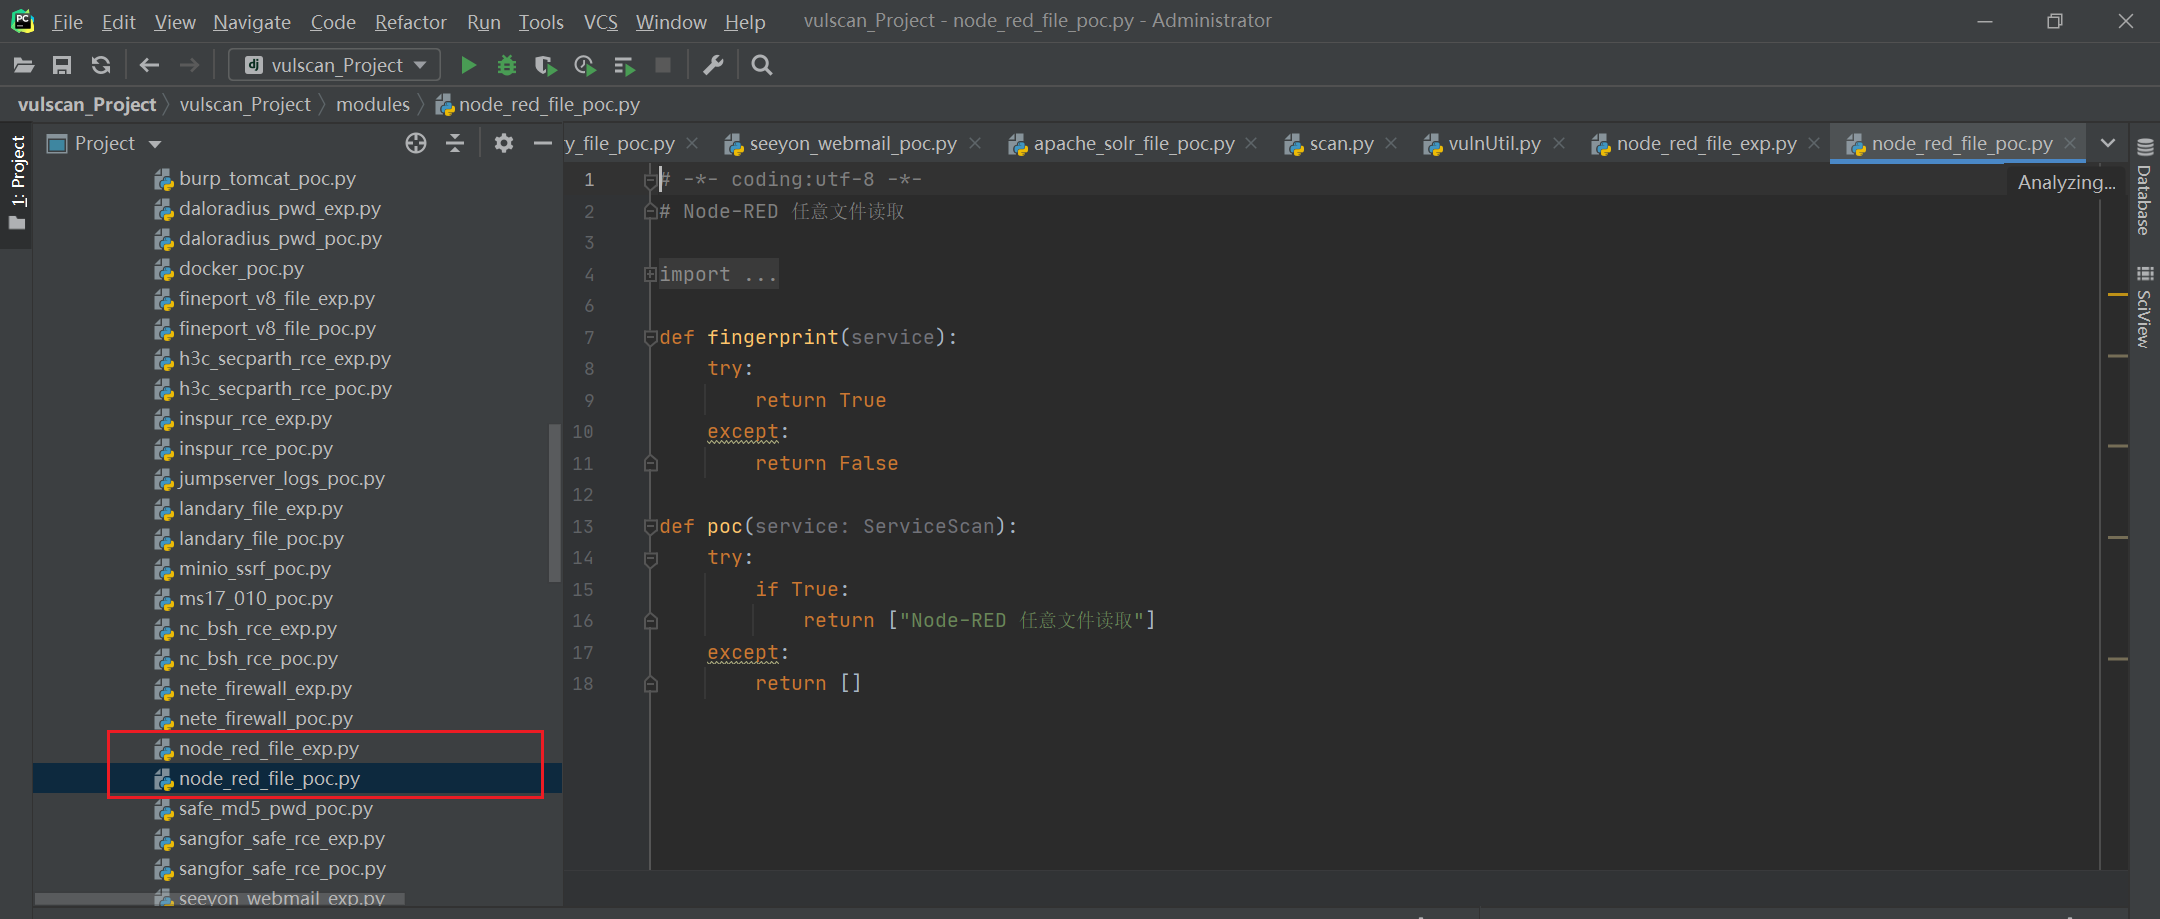 File Edit View Navigate Code Refactor Run Tools VCS Window Help vulscan_Project - node_red_file_poc.py - Administrator
dj vulscan_Project
vulscan_Project vulscan_Project modules node_red_file_poc.py
1: Project
Project
y_file_poc.py seeyon_webmail_poc.py apache_solr_file_poc.py scan.py vulnUtil.py node_red_file_exp.py node_red_file_poc.py
burp_tomcat_poc.py
daloradius_pwd_exp.py
daloradius_pwd_poc.py
docker_poc.py
fineport_v8_file_exp.py
fineport_v8_file_poc.py
h3c_secparth_rce_exp.py
h3c_secparth_rce_poc.py
inspur_rce_exp.py
inspur_rce_poc.py
jumpserver_logs_poc.py
landary_file_exp.py
landary_file_poc.py
minio_ssrf_poc.py
ms17_010_poc.py
nc_bsh_rce_exp.py
nc_bsh_rce_poc.py
nete_firewall_exp.py
nete_firewall_poc.py
node_red_file_exp.py
node_red_file_poc.py
safe_md5_pwd_poc.py
sangfor_safe_rce_exp.py
sangfor_safe_rce_poc.py
seeyon_webmail_exp.py
1 # -*- coding:utf-8 -*-
2 # Node-RED 任意文件读取
3
4 import ...
6
7 def fingerprint(service):
8 try:
9 return True
10 except:
11 return False
12
13 def poc(service: ServiceScan):
14 try:
15 if True:
16 return ["Node-RED 任意文件读取"]
17 except:
18 return []
Analyzing...
Database
SciView